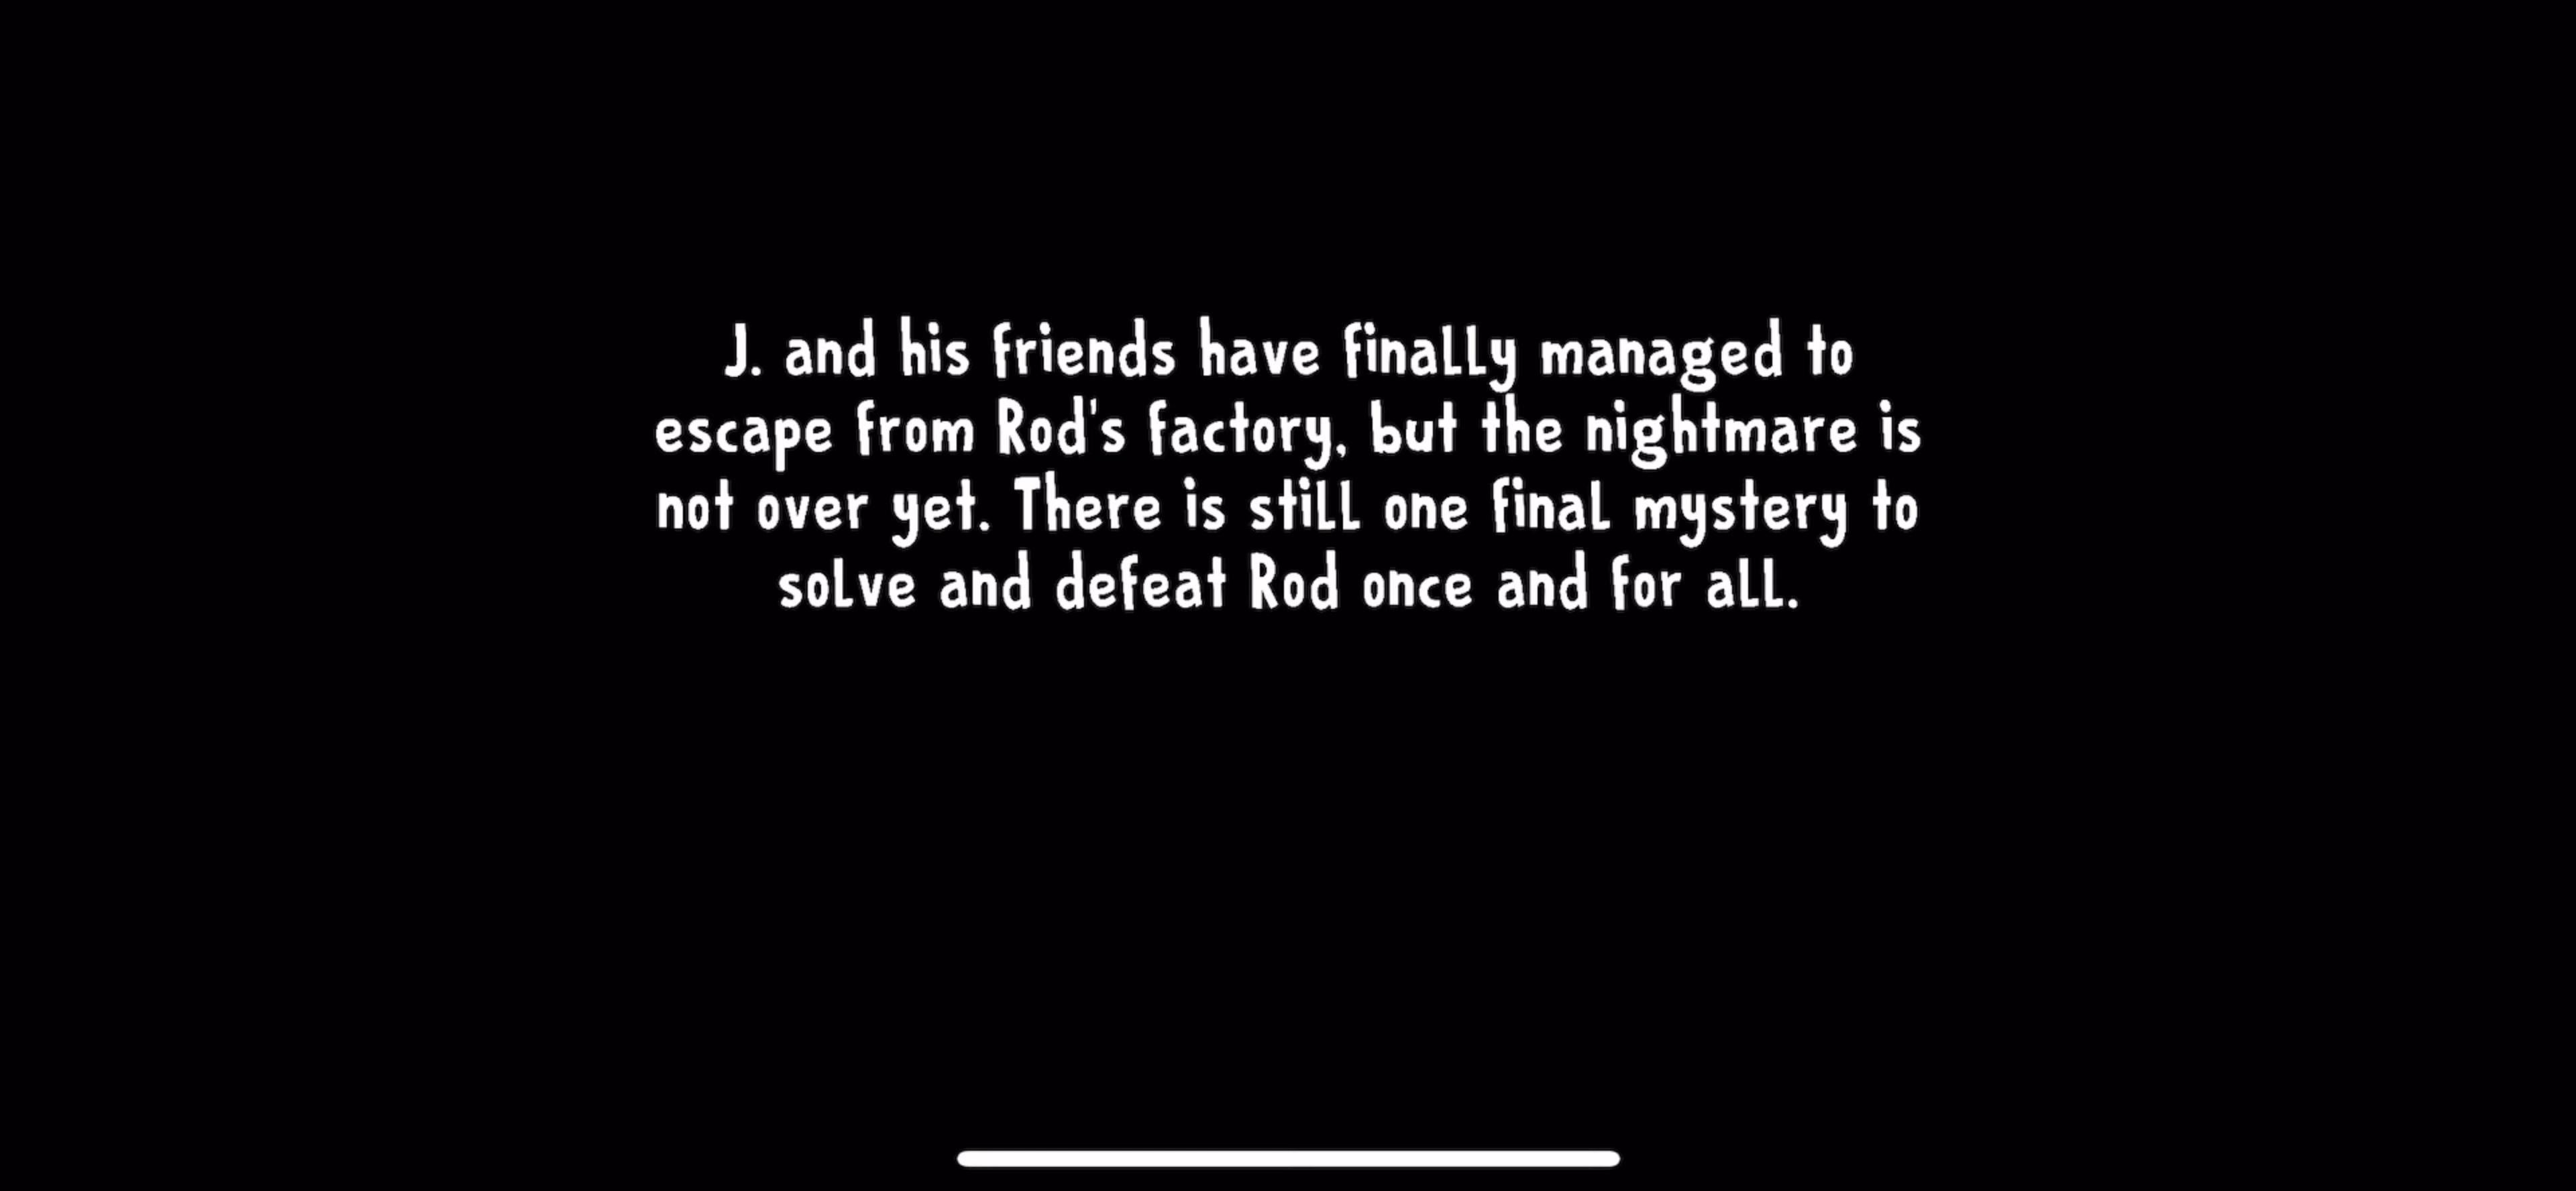 J. and his friends have finally managed to
escape from Rod's factory, but the nightmare is
not over yet. There is still one final mystery to
solve and defeat Rod once and for all.